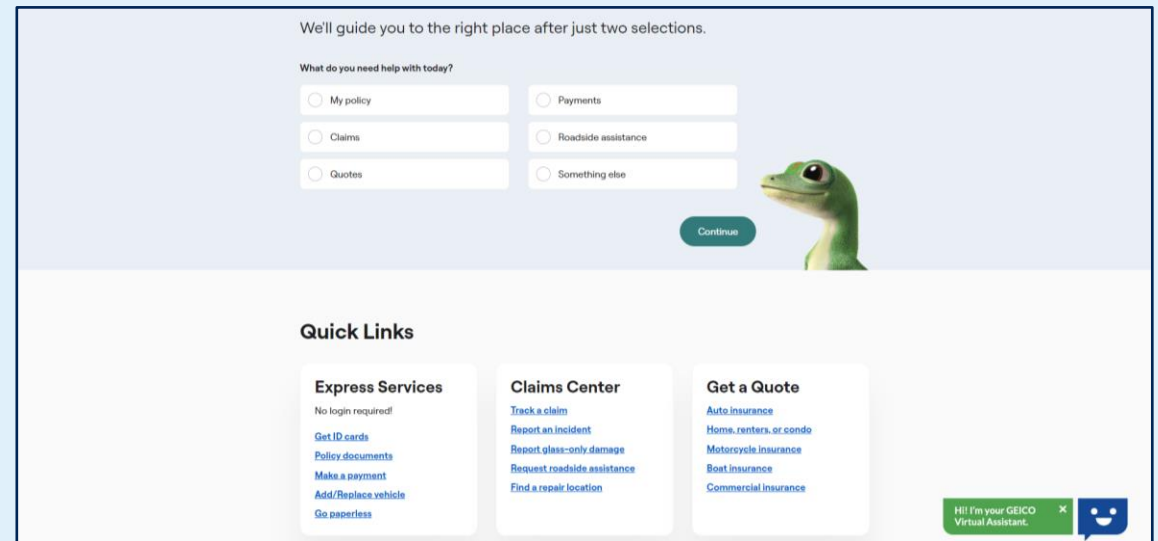 We'll guide you to the right place after just two selections.
What do you need help with today?
My policy
Payments
Claims
Roadside assistance
Quotes
Something else
Continue
Quick Links
Express Services
No login required!
Get ID cards
Policy documents
Make a payment
Add/Replace vehicle
Go paperless
Claims Center
Track a claim
Report an incident
Report glass-only damage
Request roadside assistance
Find a repair location
Get a Quote
Auto insurance
Home, renters, or condo
Motorcycle insurance
Boat insurance
Commercial insurance
Hi! I'm your GEICO
Virtual Assistant.